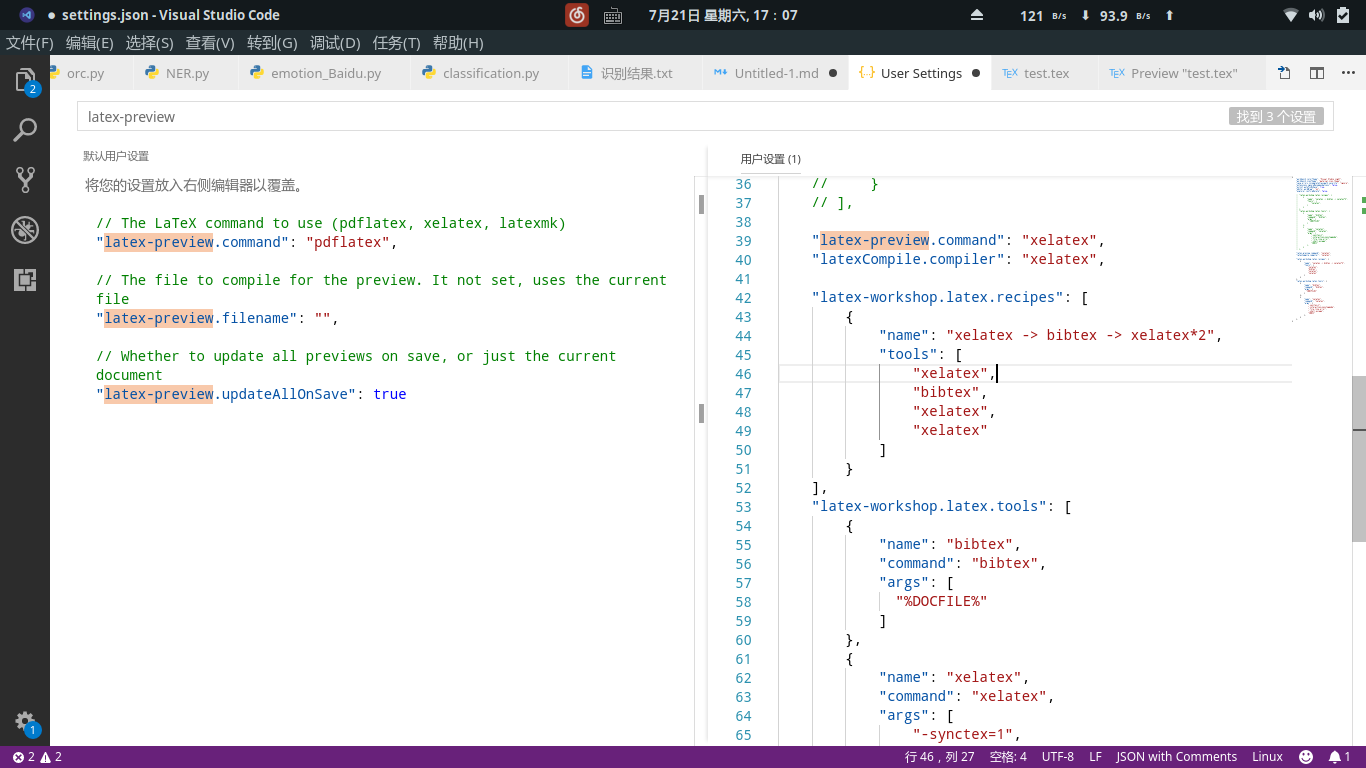 ● settings.json - Visual Studio Code
7月21日 星期六, 17：07
121 B/s ⬇ 93.9 B/s ⬆
文件(F) 编辑(E) 选择(S) 查看(V) 转到(G) 调试(D) 任务(T) 帮助(H)
orc.py NER.py emotion_Baidu.py classification.py 识别结果.txt Untitled-1.md ● User Settings ● test.tex Preview "test.tex"
2
latex-preview
找到 3 个设置
默认用户设置
将您的设置放入右侧编辑器以覆盖。
// The LaTeX command to use (pdflatex, xelatex, latexmk)
"latex-preview.command": "pdflatex",
// The file to compile for the preview. It not set, uses the current
file
"latex-preview.filename": "",
// Whether to update all previews on save, or just the current
document
"latex-preview.updateAllOnSave": true
用户设置 (1)
36 //     }
37 // ],
38
39 "latex-preview.command": "xelatex",
40 "latexCompile.compiler": "xelatex",
41
42 "latex-workshop.latex.recipes": [
43 {
44 "name": "xelatex -> bibtex -> xelatex*2",
45 "tools": [
46 "xelatex",
47 "bibtex",
48 "xelatex",
49 "xelatex"
50 ]
51 }
52 ],
53 "latex-workshop.latex.tools": [
54 {
55 "name": "bibtex",
56 "command": "bibtex",
57 "args": [
58 "%DOCFILE%"
59 ]
60 },
61 {
62 "name": "xelatex",
63 "command": "xelatex",
64 "args": [
65 "-synctex=1",
1
2 2 行 46，列 27 空格: 4 UTF-8 LF JSON with Comments Linux 1